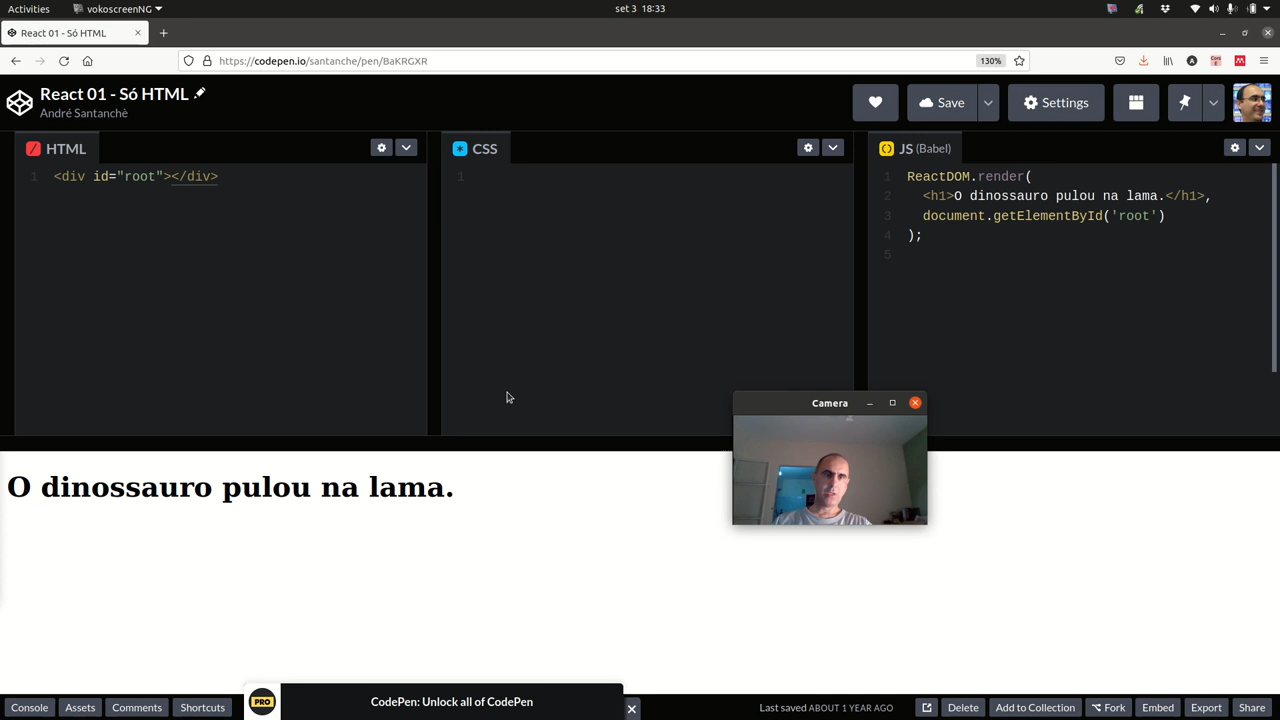 Activities
vokoscreenNG
set 3 18:33
React 01 - Só HTML
https://codepen.io/santanche/pen/BaKRGXR
130%
React 01 - Só HTML
André Santanchè
Save
Settings
HTML
CSS
JS (Babel)
1 <div id="root"></div>
1
1 ReactDOM.render(
2 <h1>O dinossauro pulou na lama.</h1>,
3 document.getElementById('root')
4 );
5
Camera
O dinossauro pulou na lama.
PRO
CodePen: Unlock all of CodePen
Console
Assets
Comments
Shortcuts
Last saved ABOUT 1 YEAR AGO
Delete
Add to Collection
Fork
Embed
Export
Share